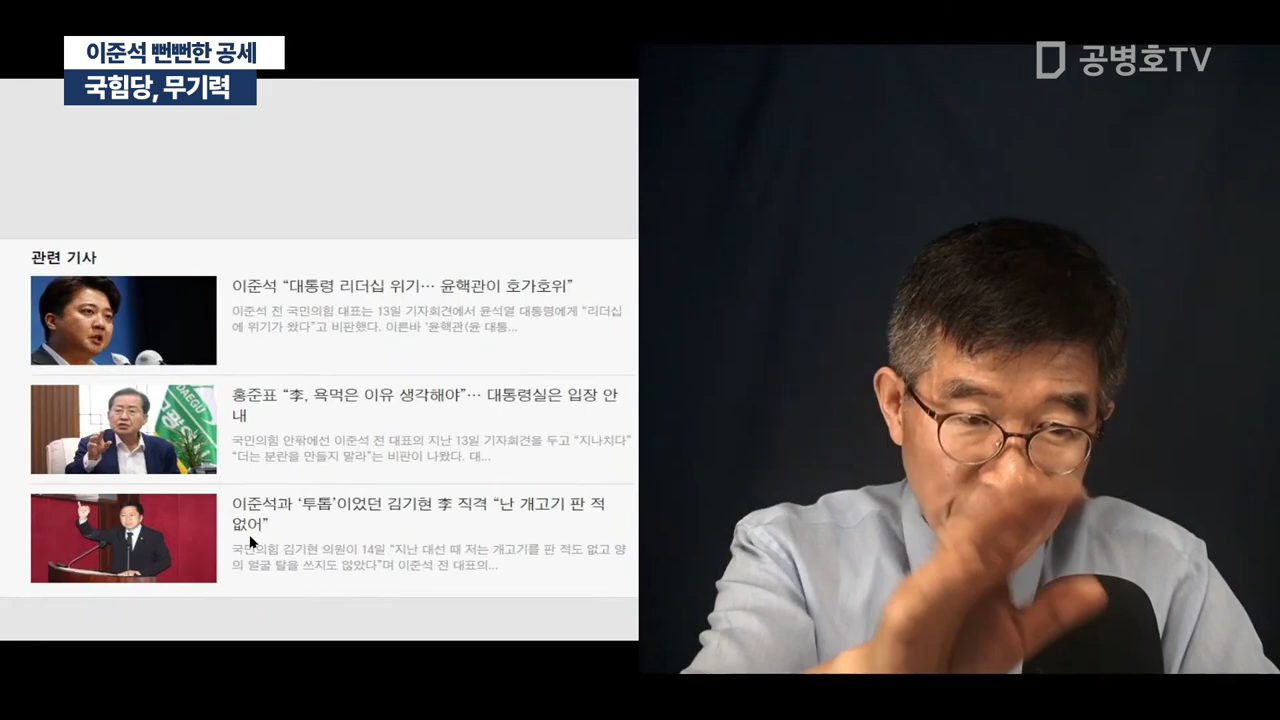 이준석 뻔뻔한 공세
국힘당, 무기력
공병호TV
관련 기사
이준석 “대통령 리더십 위기… 윤핵관이 호가호위”
이준석 전 국민의힘 대표는 13일 기자회견에서 윤석열 대통령에게 “리더십
에 위기가 왔다”고 비판했다. 이른바 ‘윤핵관(윤 대통...
홍준표 “李, 욕먹은 이유 생각해야”… 대통령실은 입장 안
내
국민의힘 안팎에선 이준석 전 대표의 지난 13일 기자회견을 두고 “지나치다”
“더는 분란을 만들지 말라”는 비판이 나왔다. 대...
이준석과 ‘투톱’이었던 김기현 李 직격 “난 개고기 판 적
없어”
국민의힘 김기현 의원이 14일 “지난 대선 때 저는 개고기를 판 적도 없고 양
의 얼굴 탈을 쓰지도 않았다”며 이준석 전 대표의...
DAEGU